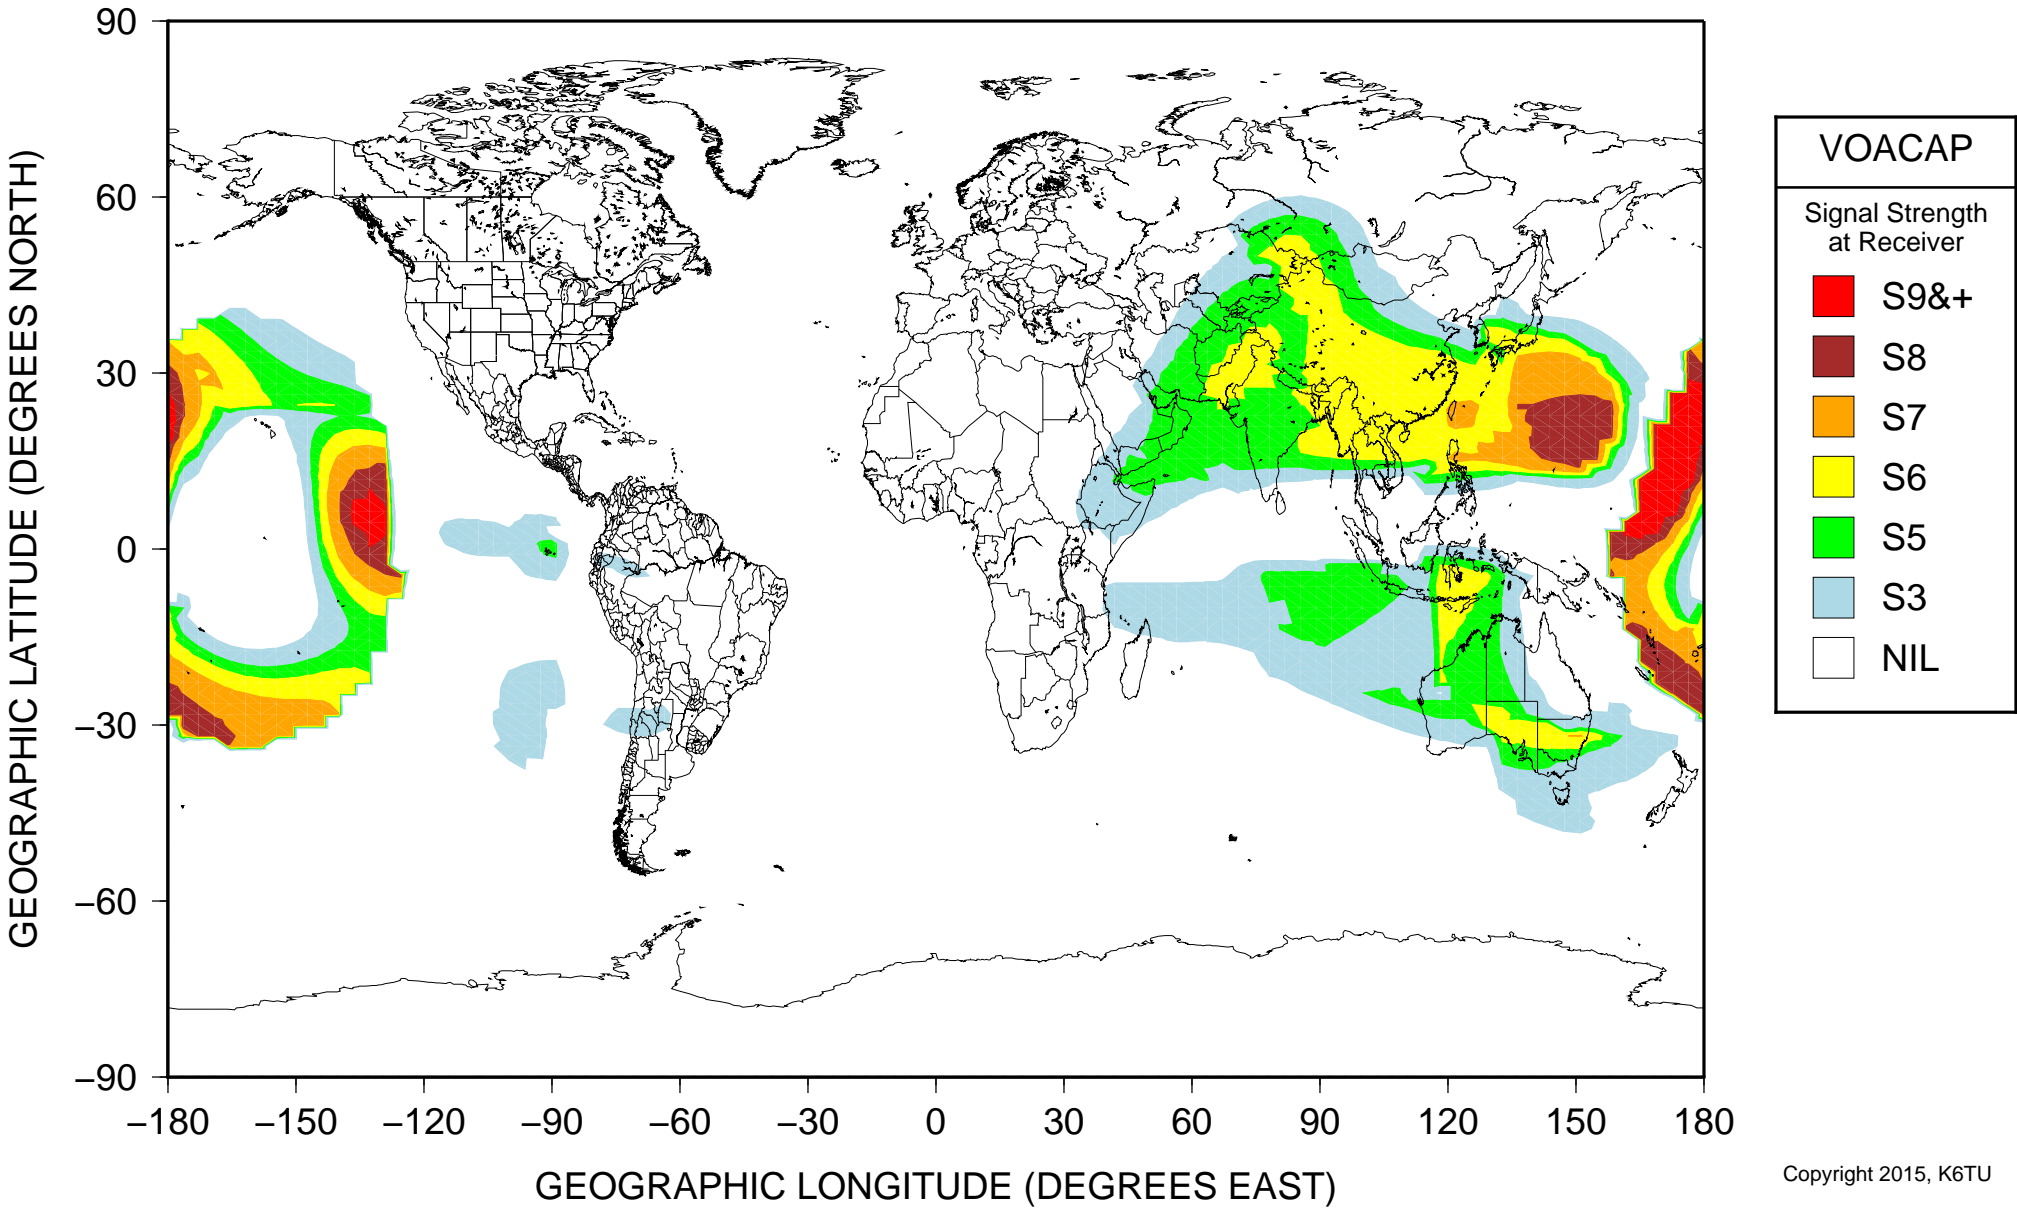 90
60
30
0
−30
−60
−90
GEOGRAPHIC LATITUDE (DEGREES NORTH)
−180 −150 −120 −90 −60 −30 0 30 60 90 120 150 180
GEOGRAPHIC LONGITUDE (DEGREES EAST)
VOACAP
Signal Strength
at Receiver
S9&+
S8
S7
S6
S5
S3
NIL
Copyright 2015, K6TU